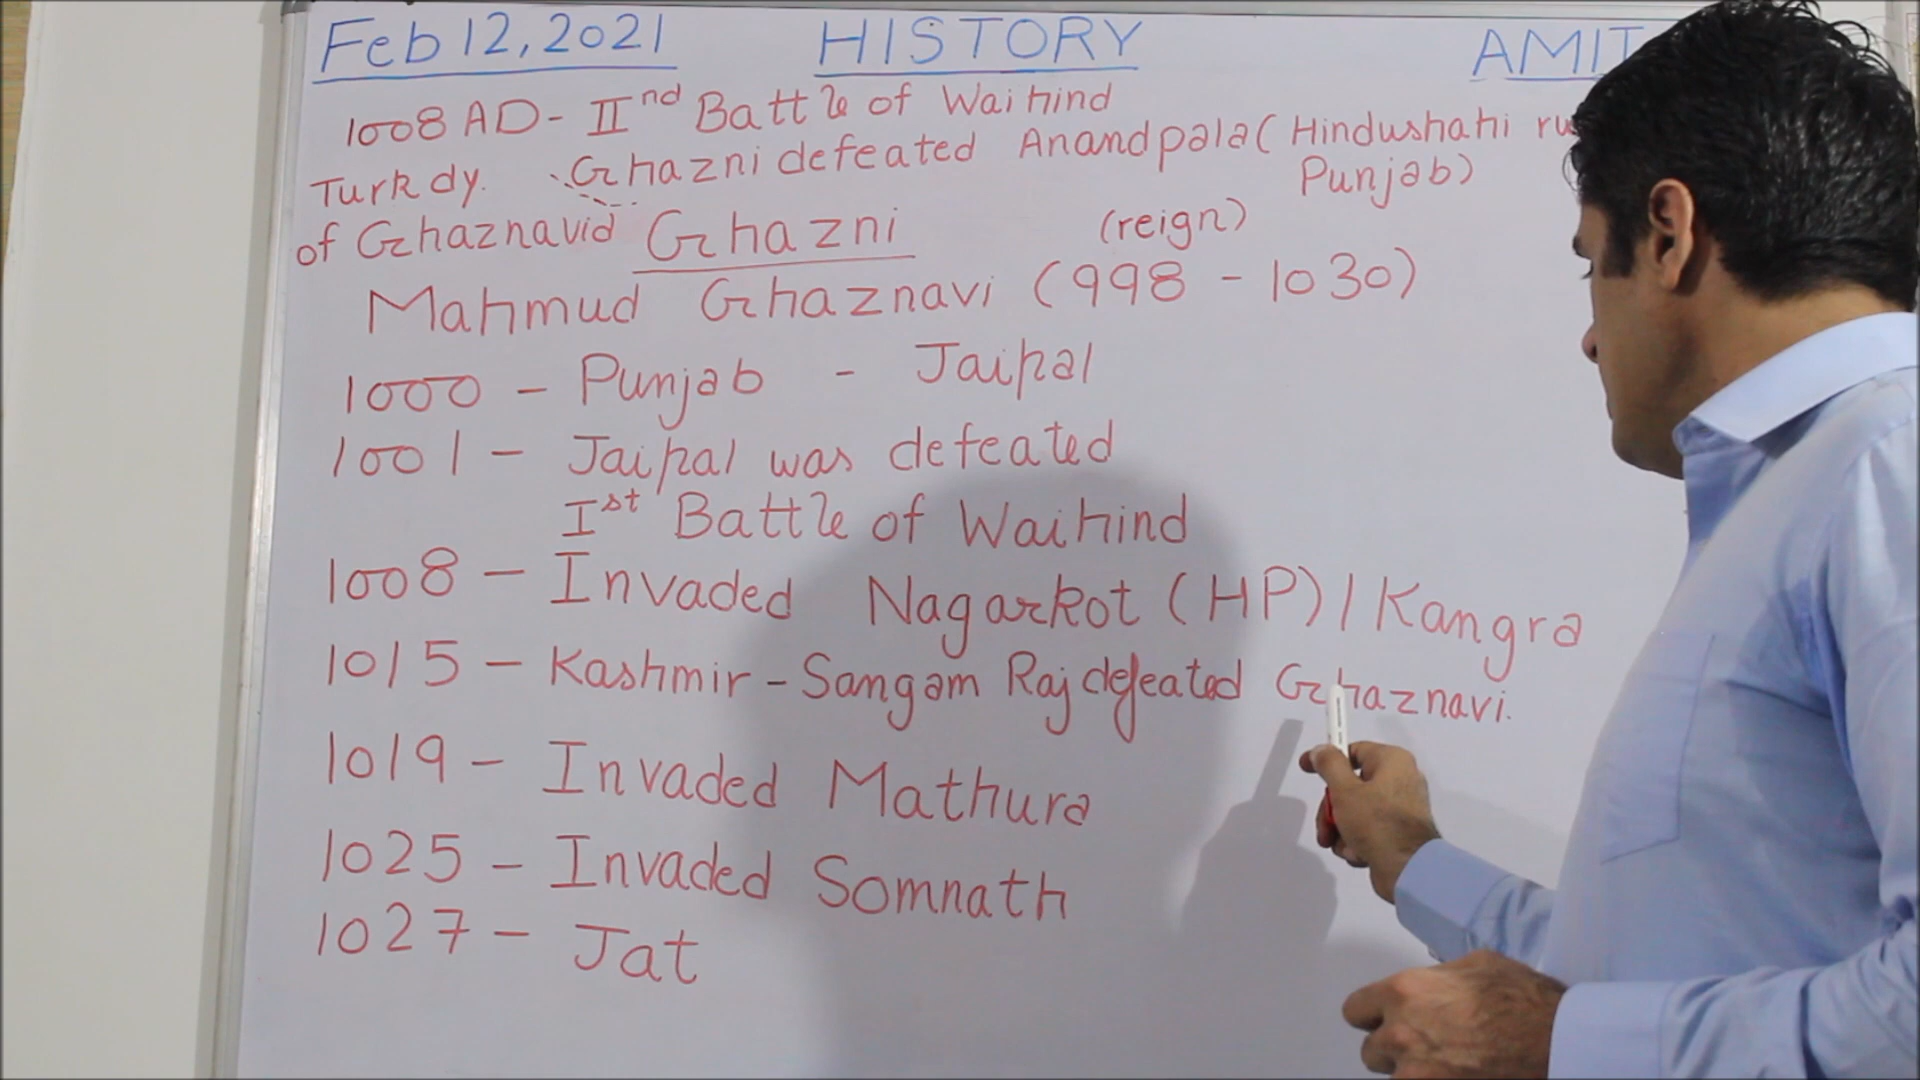 Feb 12, 2021 HISTORY AMIT
1008 AD - IInd Battle of Waihind
Turk dy. Ghazni defeated Anandpala (Hindushahi
Punjab)
of Ghaznavid Ghazni (reign)
Mahmud Ghaznavi (998 - 1030)
1000 - Punjab - Jaipal
1001 - Jaipal was defeated
Ist Battle of Waihind
1008 - Invaded Nagarkot (HP) / Kangra
1015 - Kashmir - Sangam Raj defeated Ghaznavi.
1019 - Invaded Mathura
1025 - Invaded Somnath
1027 - Jat